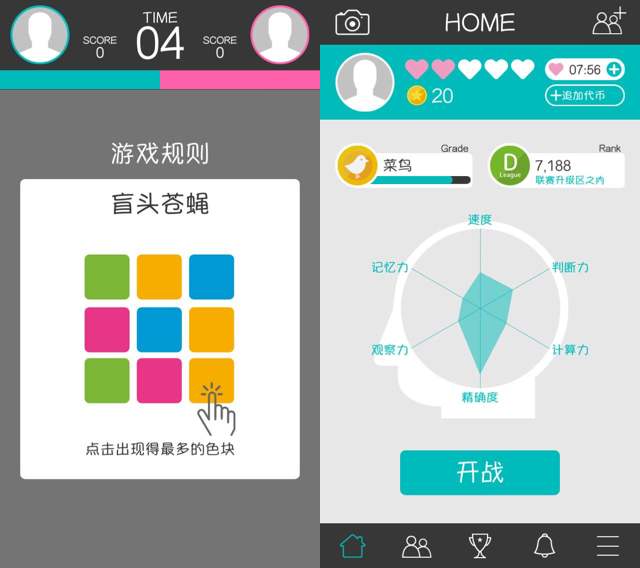 TIME
SCORE
0
04
SCORE
0
游戏规则
盲头苍蝇
点击出现得最多的色块
HOME
07:56
20
追加代币
Grade
菜鸟
Rank
D
League
7,188
联赛升级区之内
速度
记忆力
判断力
观察力
计算力
精确度
开战